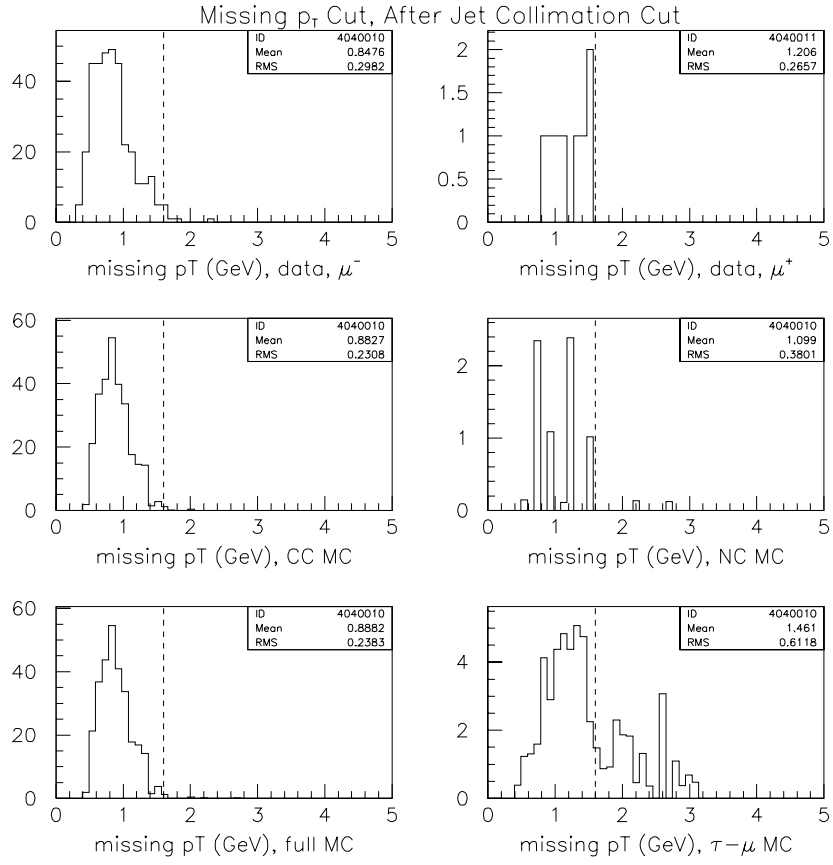 Missing pT Cut, After Jet Collimation Cut
ID 4040010
Mean 0.8476
RMS 0.2982
40
20
0
0 1 2 3 4 5
missing pT (GeV), data, μ⁻
ID 4040011
Mean 1.206
RMS 0.2657
2
1.5
1
0.5
0
0 1 2 3 4 5
missing pT (GeV), data, μ⁺
ID 4040010
Mean 0.8827
RMS 0.2308
60
40
20
0
0 1 2 3 4 5
missing pT (GeV), CC MC
ID 4040010
Mean 1.099
RMS 0.3801
2
1
0
0 1 2 3 4 5
missing pT (GeV), NC MC
ID 4040010
Mean 0.8882
RMS 0.2383
60
40
20
0
0 1 2 3 4 5
missing pT (GeV), full MC
ID 4040010
Mean 1.461
RMS 0.6118
4
2
0
0 1 2 3 4 5
missing pT (GeV), τ−μ MC